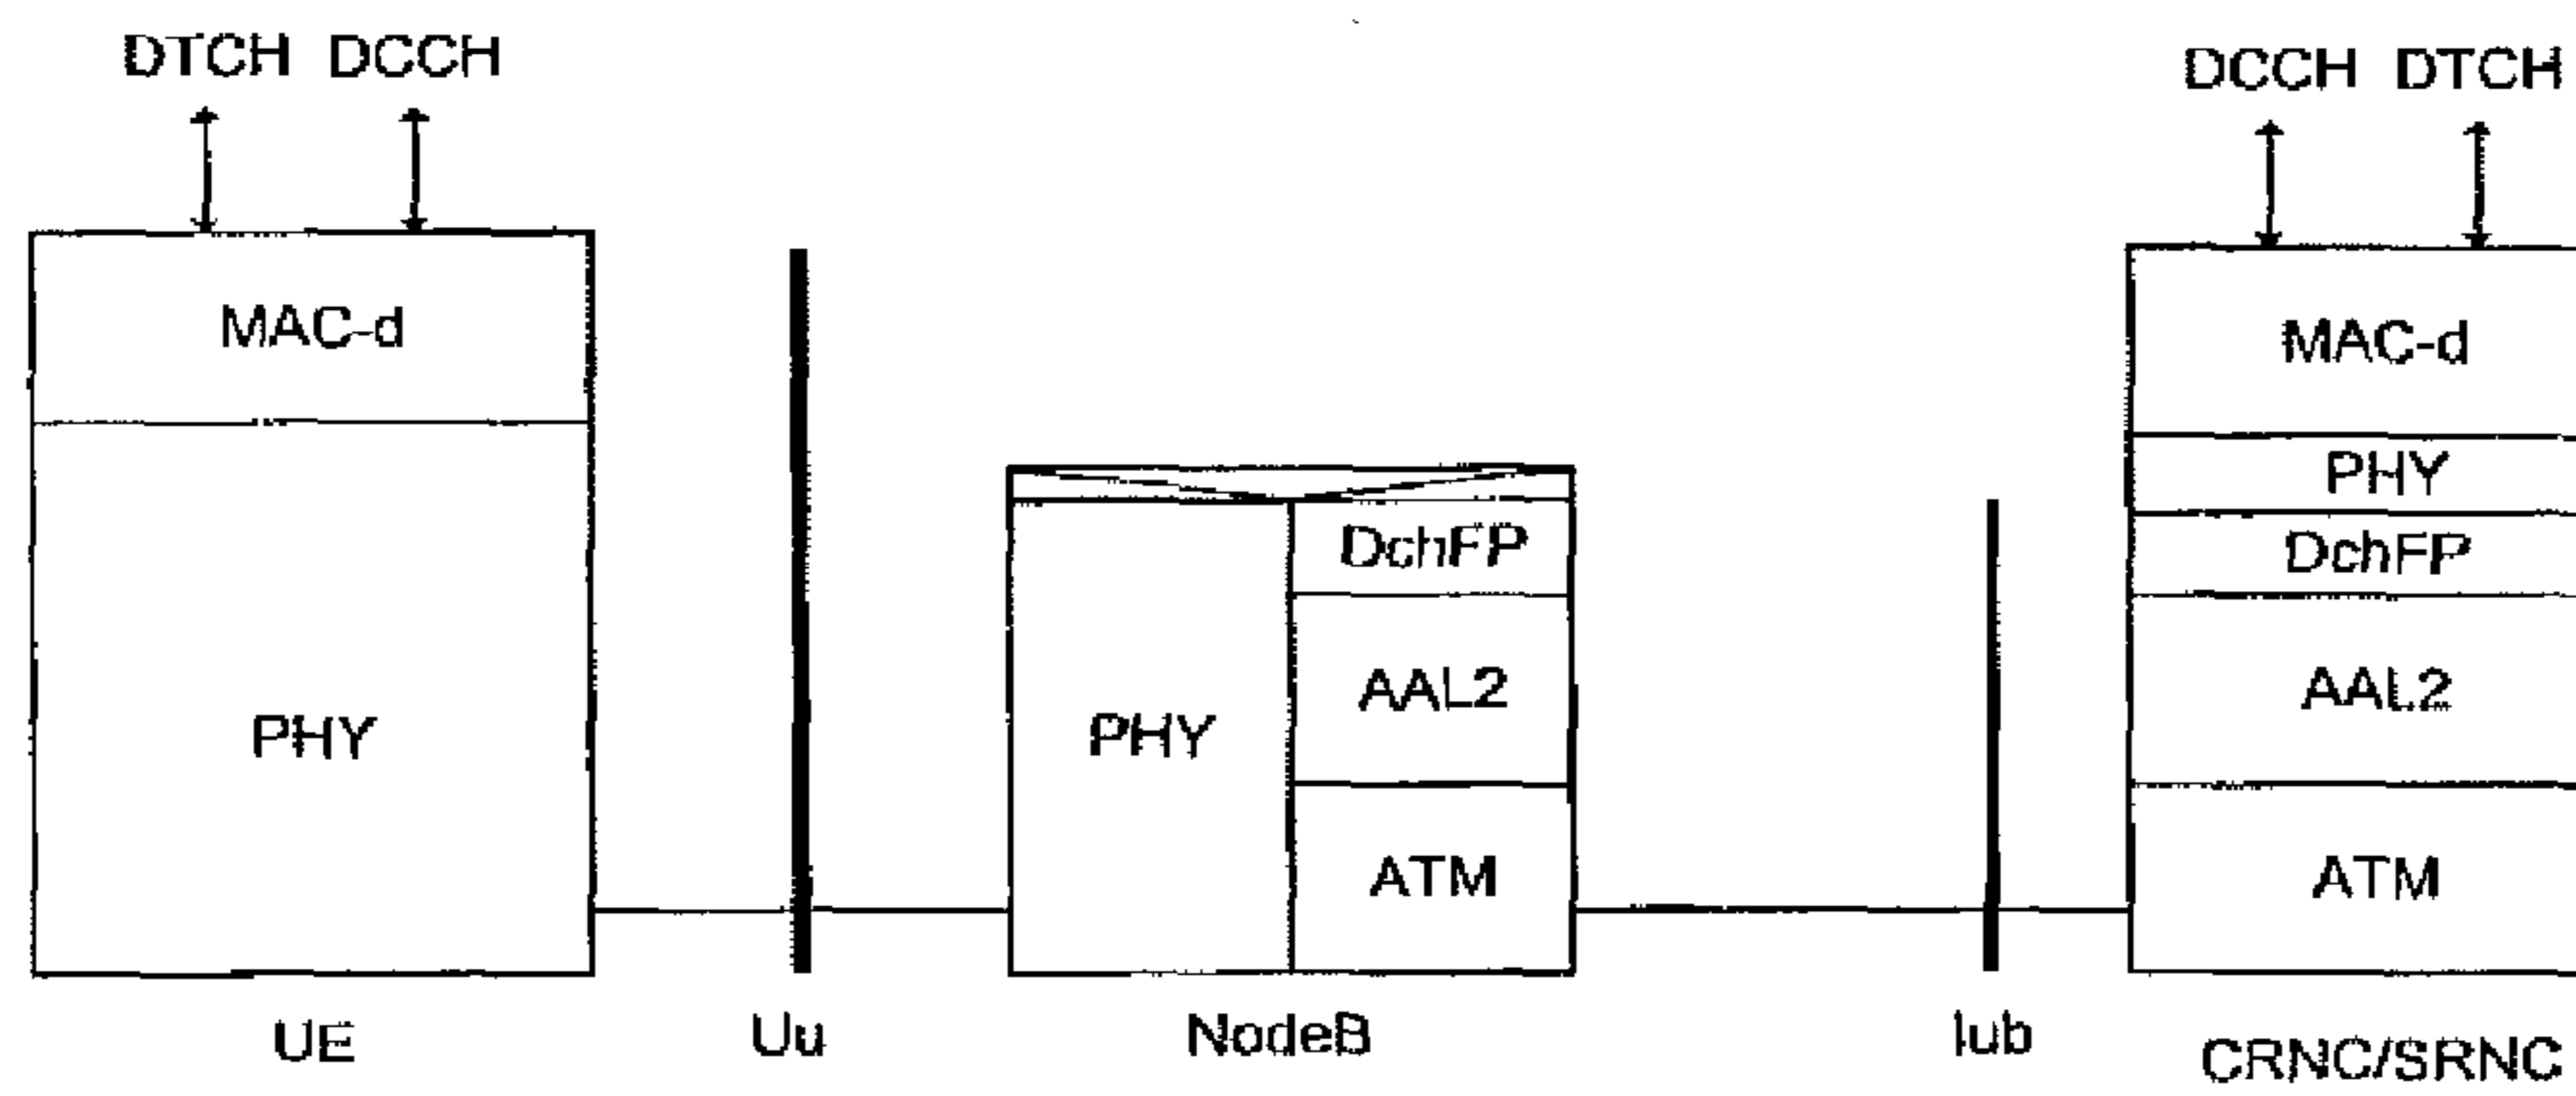 DTCH DCCH
DCCH DTCH
MAC-d
MAC-d
PHY
DchFP
DchFP
AAL2
AAL2
PHY
PHY
ATM
ATM
UE
Uu
NodeB
Iub
CRNC/SRNC